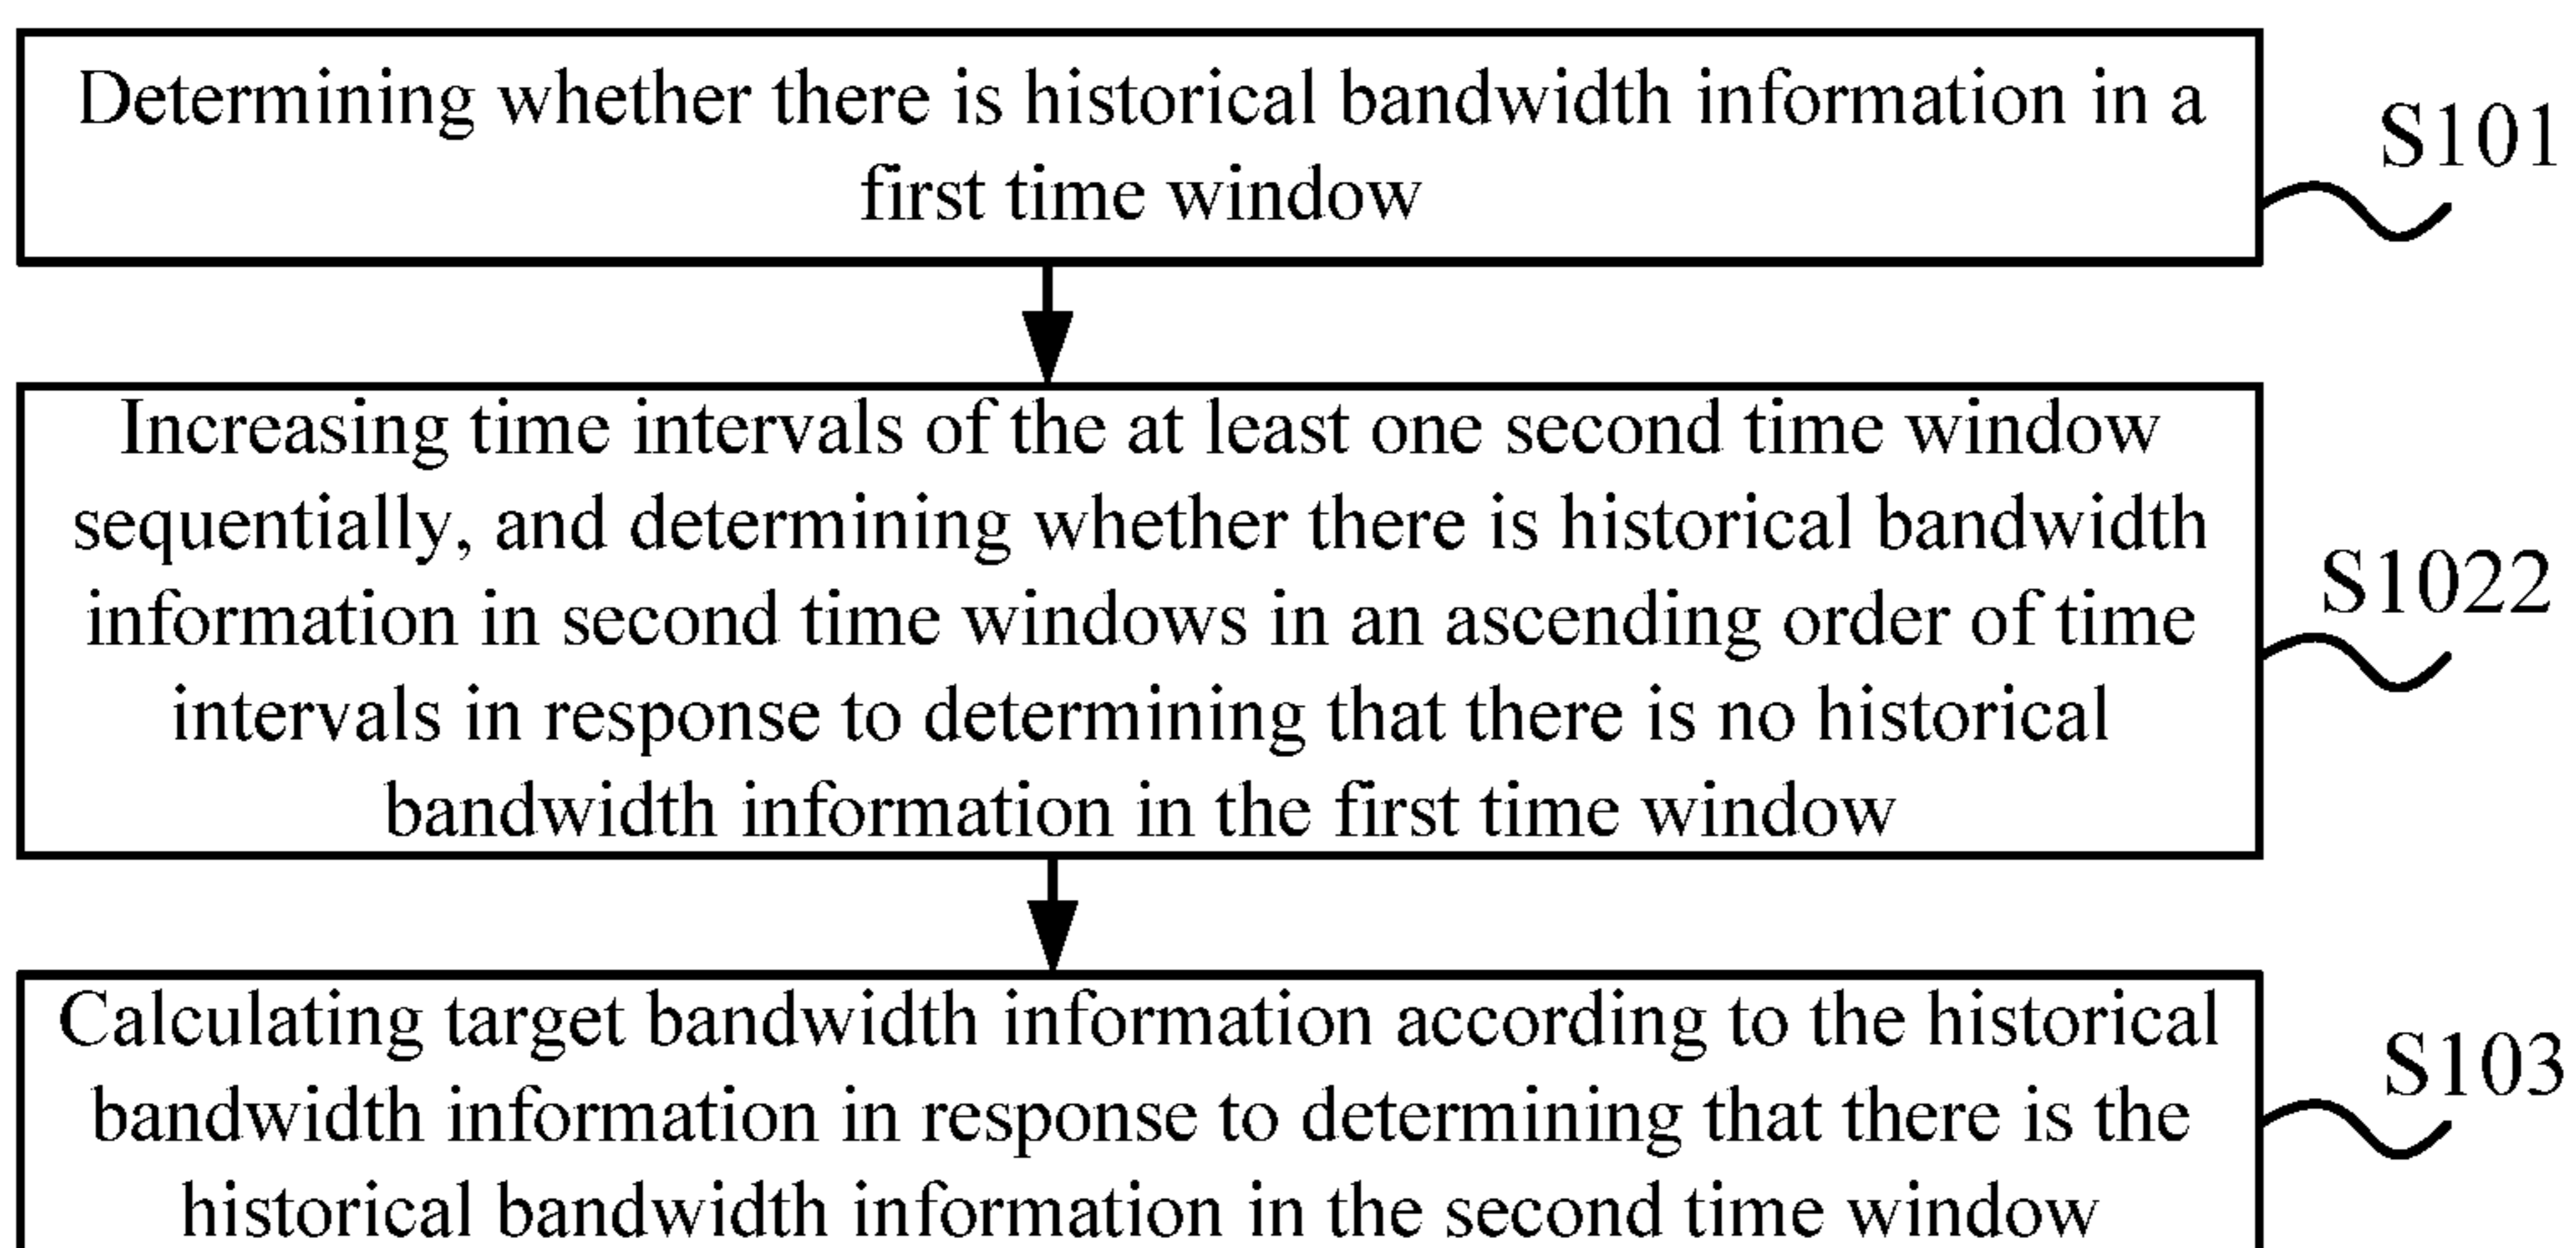 Determining whether there is historical bandwidth information in a
first time window
S101
Increasing time intervals of the at least one second time window
sequentially, and determining whether there is historical bandwidth
information in second time windows in an ascending order of time
intervals in response to determining that there is no historical
bandwidth information in the first time window
S1022
Calculating target bandwidth information according to the historical
bandwidth information in response to determining that there is the
historical bandwidth information in the second time window
S103